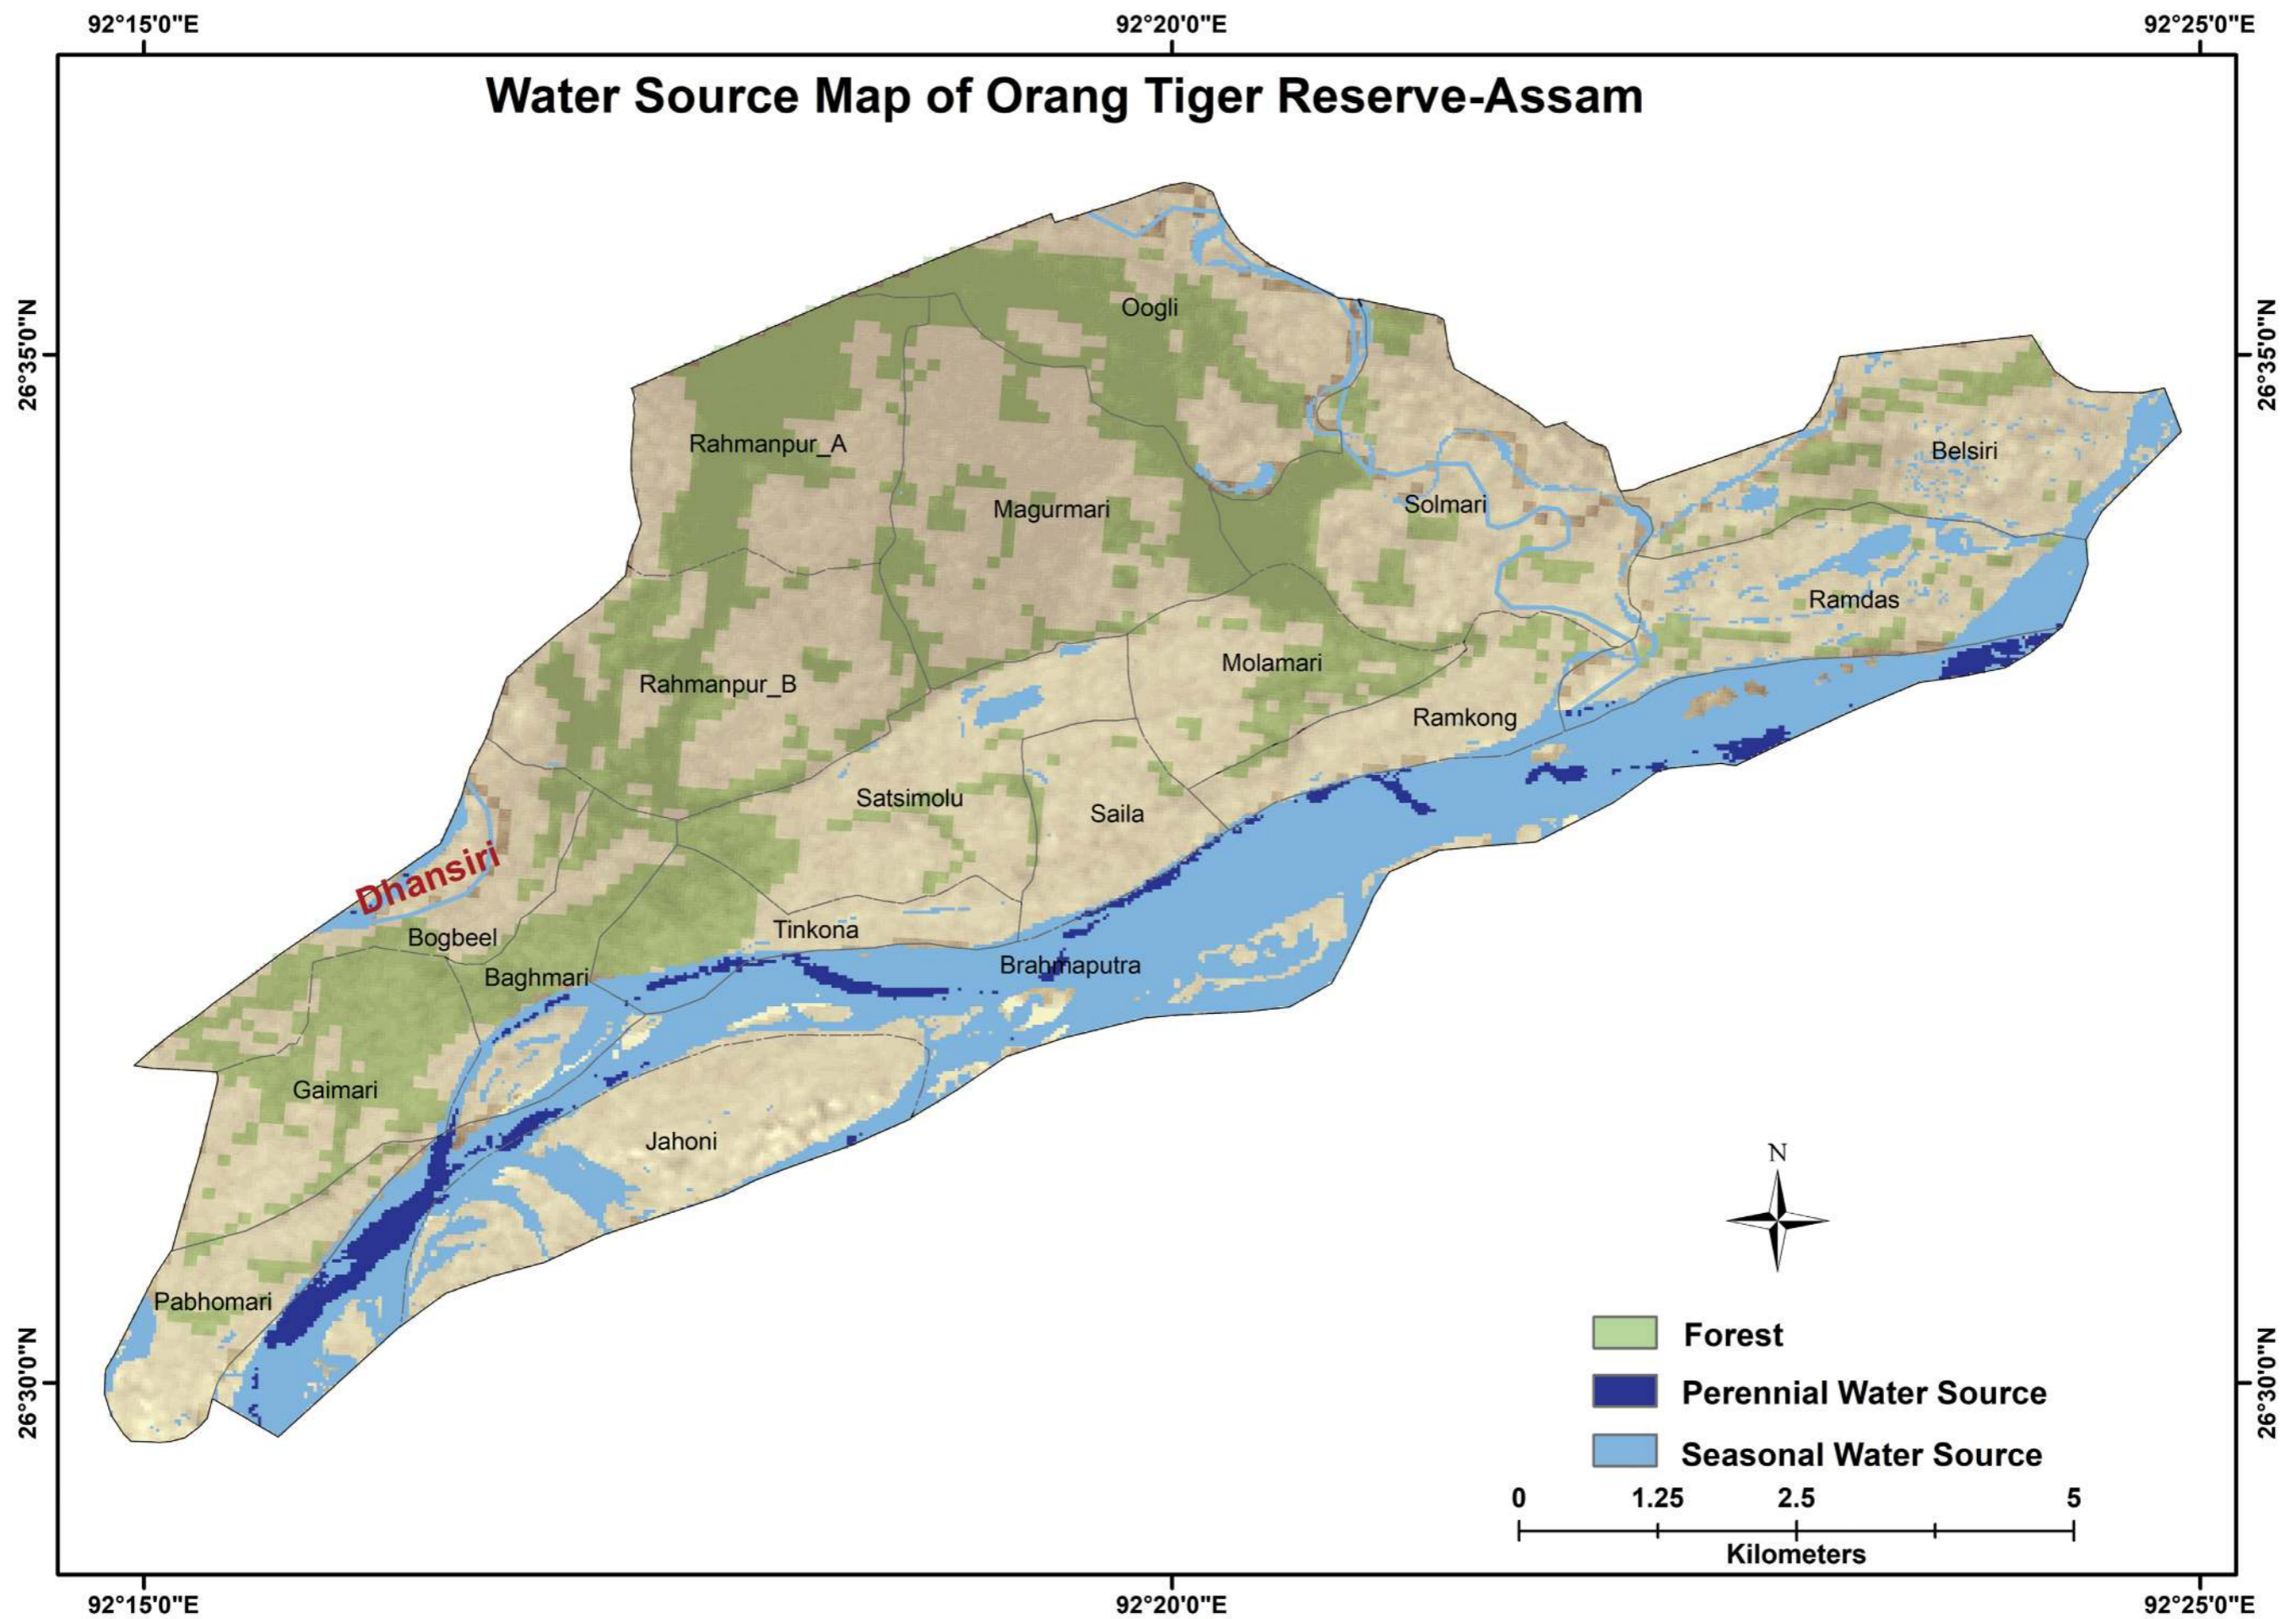 92°15'0"E
92°20'0"E
92°25'0"E
Water Source Map of Orang Tiger Reserve-Assam
26°35'0"N
26°35'0"N
Oogli
Rahmanpur_A
Belsiri
Magurmari
Solmari
Ramdas
Molamari
Rahmanpur_B
Ramkong
Satsimolu
Saila
Dhansiri
Tinkona
Bogbeel
Brahmaputra
Baghmari
Gaimari
Jahoni
N
Pabhomari
Forest
26°30'0"N
26°30'0"N
Perennial Water Source
Seasonal Water Source
0 1.25 2.5 5
Kilometers
92°15'0"E
92°20'0"E
92°25'0"E